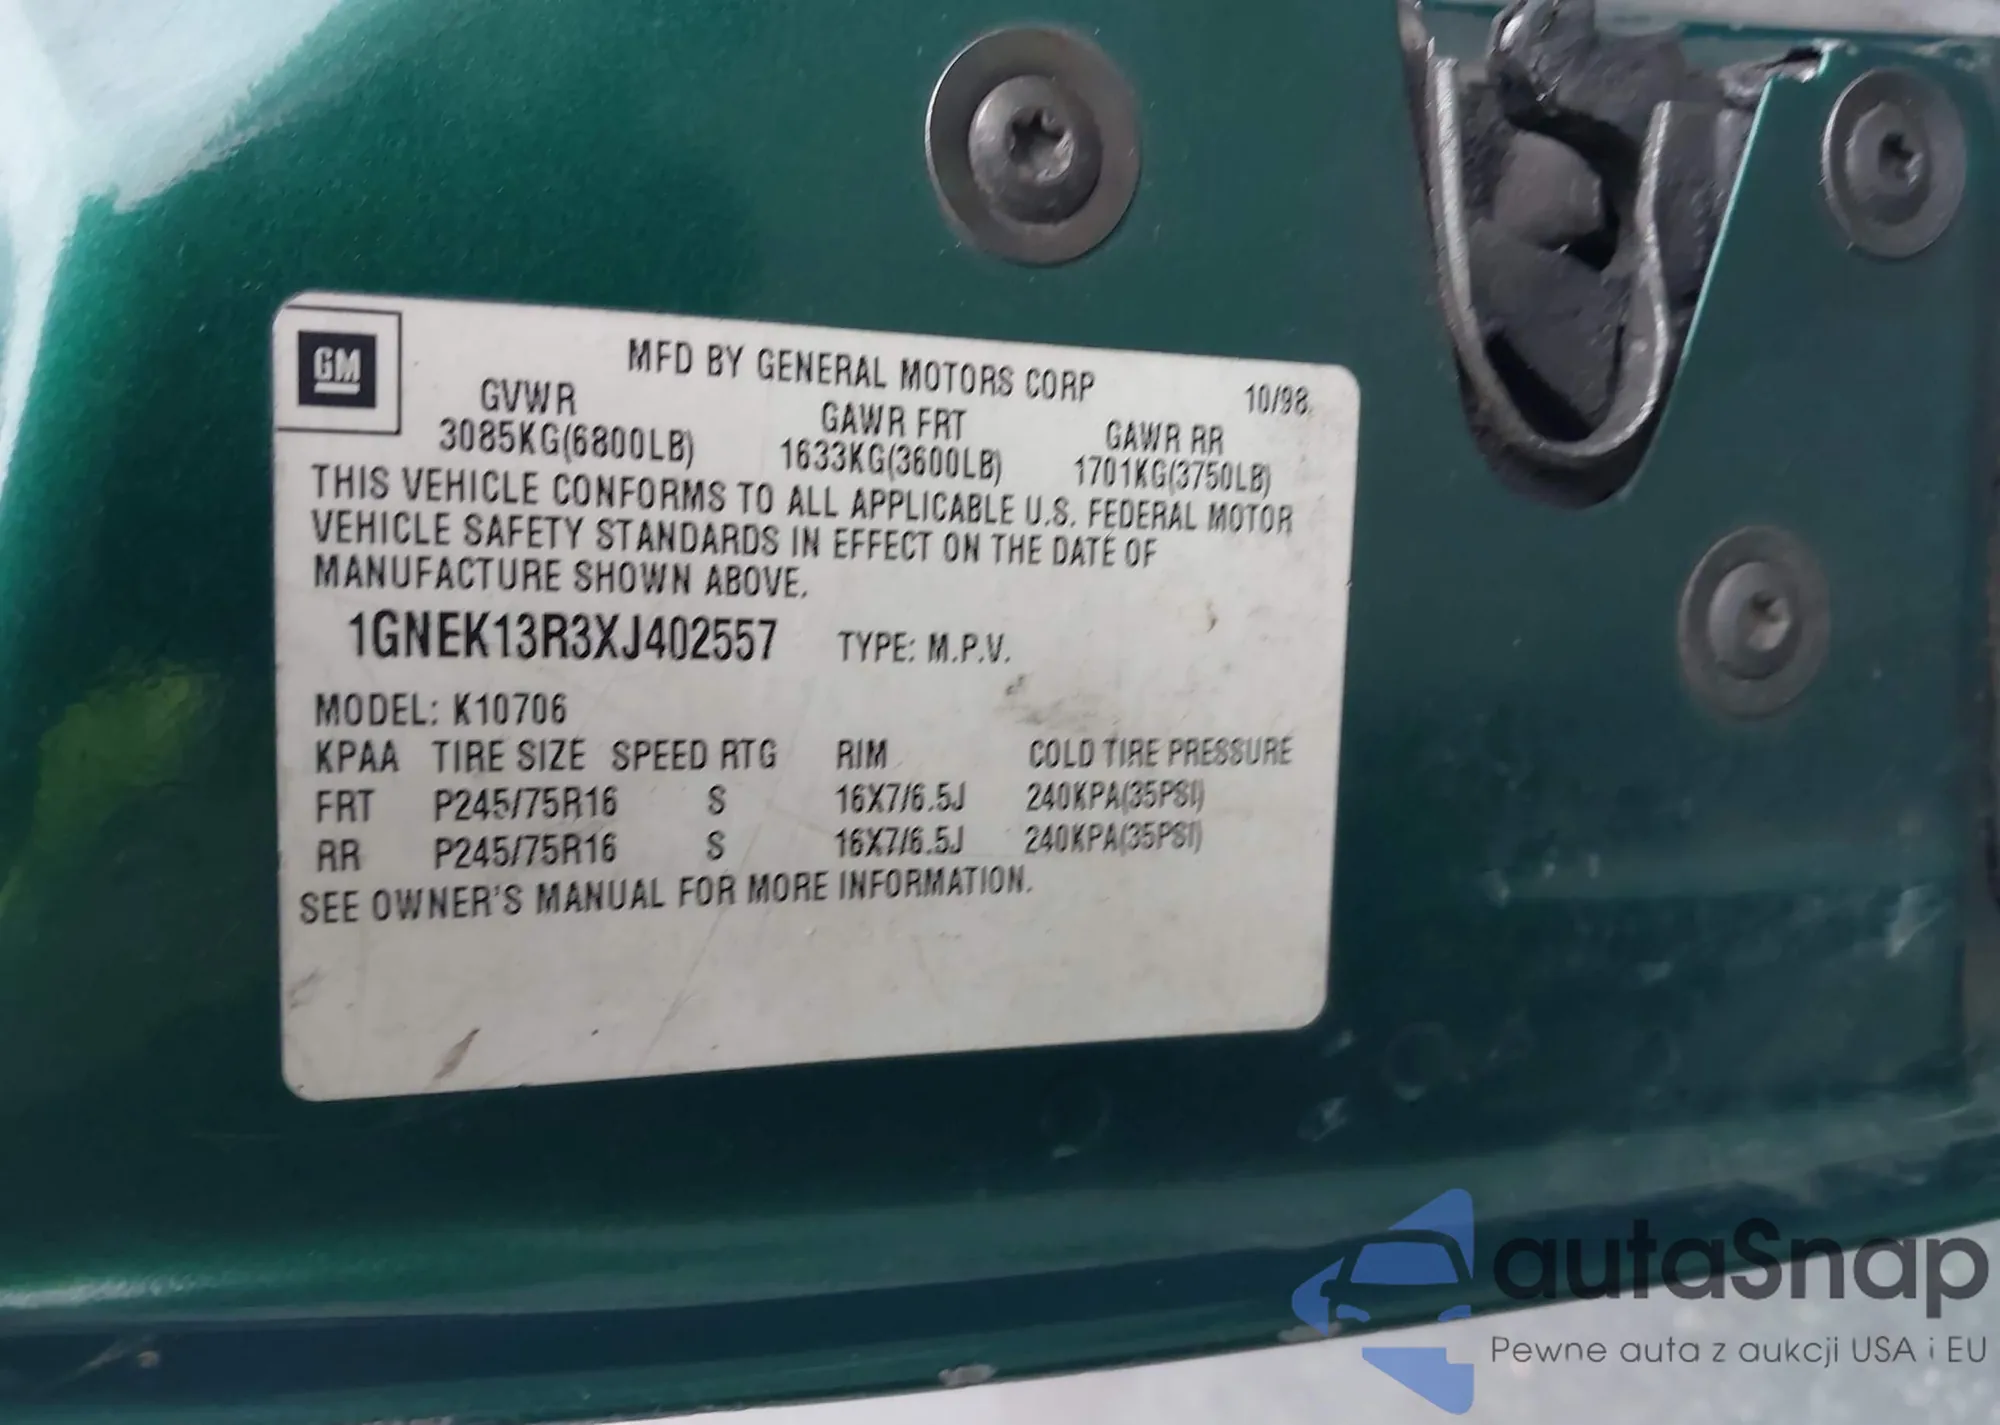 GM
MFD BY GENERAL MOTORS CORP 10/98
GVWR GAWR FRT GAWR RR
3085KG(6800LB) 1633KG(3600LB) 1701KG(3750LB)
THIS VEHICLE CONFORMS TO ALL APPLICABLE U.S. FEDERAL MOTOR
VEHICLE SAFETY STANDARDS IN EFFECT ON THE DATE OF
MANUFACTURE SHOWN ABOVE.
1GNEK13R3XJ402557 TYPE: M.P.V.
MODEL: K10706
KPAA TIRE SIZE SPEED RTG RIM COLD TIRE PRESSURE
FRT P245/75R16 S 16X7/6.5J 240KPA(35PSI)
RR P245/75R16 S 16X7/6.5J 240KPA(35PSI)
SEE OWNER'S MANUAL FOR MORE INFORMATION.
autaSnap
Pewne auta z aukcji USA i EU